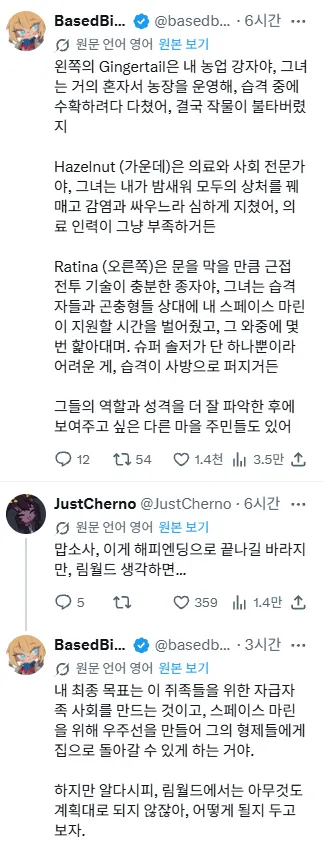 BasedBi... @basedb... · 6시간 ...
원문 언어 영어 원본 보기
왼쪽의 Gingertail은 내 농업 강자야, 그녀
는 거의 혼자서 농장을 운영해, 습격 중에
수확하려다 다쳤어, 결국 작물이 불타버렸
지
Hazelnut (가운데)은 의료와 사회 전문가
야, 그녀는 내가 밤새워 모두의 상처를 꿰
매고 감염과 싸우느라 심하게 지쳤어, 의
료 인력이 그냥 부족하거든
Ratina (오른쪽)은 문을 막을 만큼 근접
전투 기술이 충분한 종자야, 그녀는 습격
자들과 곤충형들 상대에 내 스페이스 마린
이 지원할 시간을 벌어줬고, 그 와중에 몇
번 핥아대며. 슈퍼 솔저가 단 하나뿐이라
어려운 게, 습격이 사방으로 퍼지거든
그들의 역할과 성격을 더 잘 파악한 후에
보여주고 싶은 다른 마을 주민들도 있어
12 54 1.4천 3.5만
JustCherno @JustCherno · 6시간 ...
원문 언어 영어 원본 보기
맙소사, 이게 해피엔딩으로 끝나길 바라지
만, 림월드 생각하면...
5 359 1.4만
BasedBi... @basedb... · 3시간 ...
원문 언어 영어 원본 보기
내 최종 목표는 이 쥐족들을 위한 자급자
족 사회를 만드는 것이고, 스페이스 마린
을 위해 우주선을 만들어 그의 형제들에게
집으로 돌아갈 수 있게 하는 거야.
하지만 알다시피, 림월드에서는 아무것도
계획대로 되지 않잖아, 어떻게 될지 두고
보자.